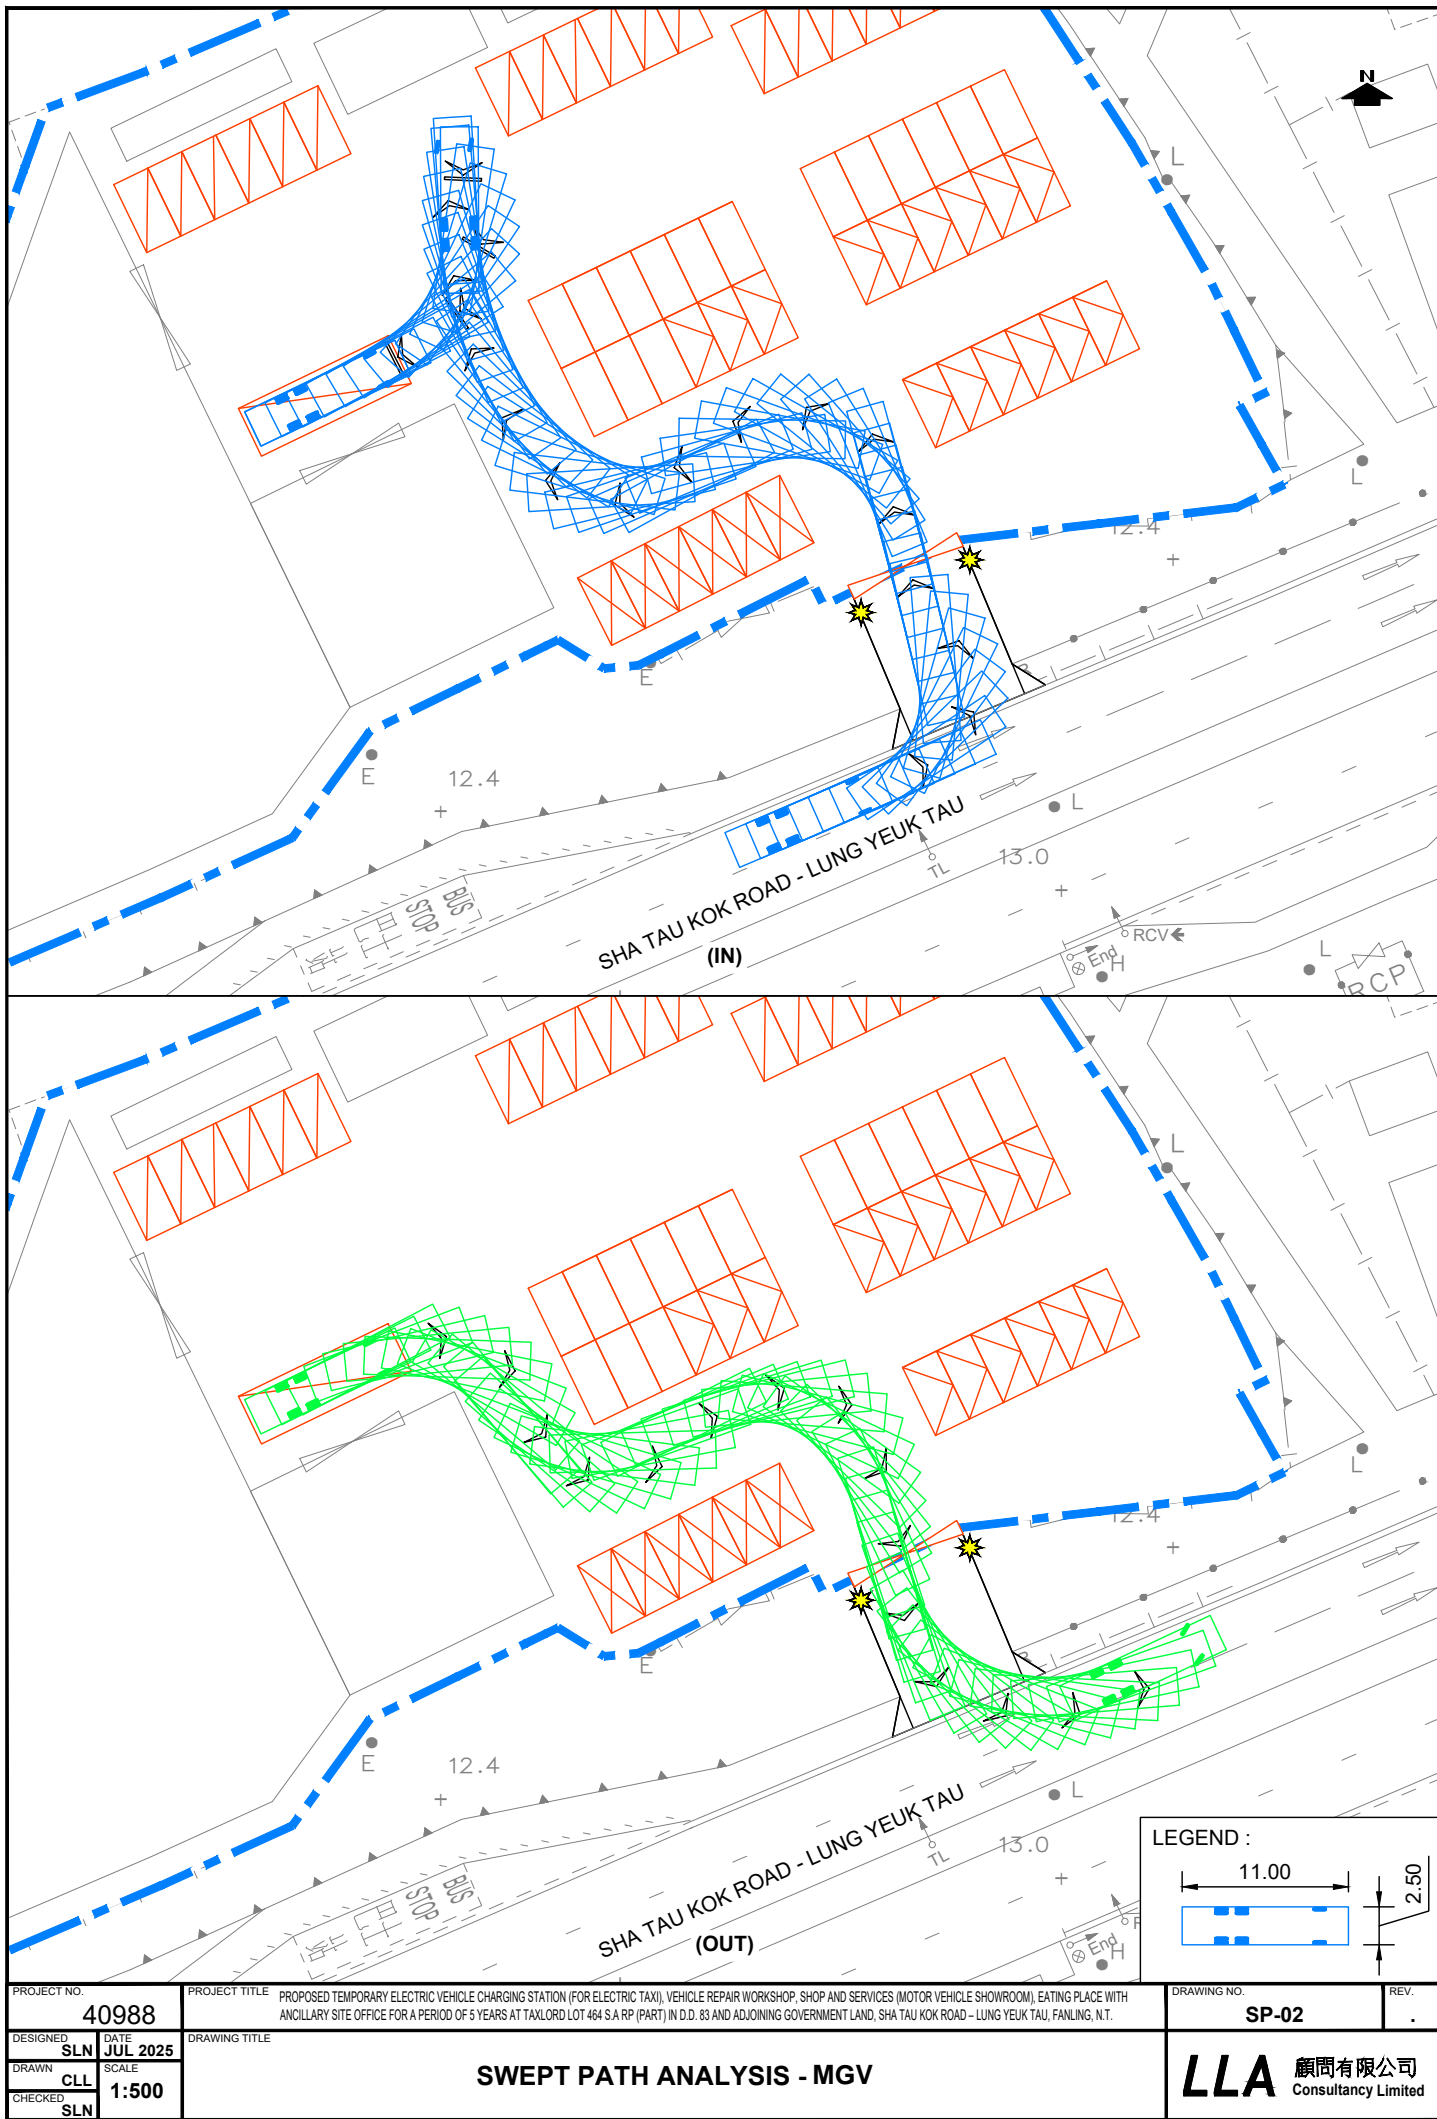 N
L
L
12.4
E
E
12.4
L
SHA TAU KOK ROAD - LUNG YEUK TAU
(IN)
TL
13.0
BUS
STOP
RCV
End
H
L
RCP
L
L
12.4
E
E
12.4
L
SHA TAU KOK ROAD - LUNG YEUK TAU
(OUT)
TL
13.0
BUS
STOP
End
H
LEGEND :
11.00
2.50
PROJECT NO.
40988
PROJECT TITLE
PROPOSED TEMPORARY ELECTRIC VEHICLE CHARGING STATION (FOR ELECTRIC TAXI), VEHICLE REPAIR WORKSHOP, SHOP AND SERVICES (MOTOR VEHICLE SHOWROOM), EATING PLACE WITH
ANCILLARY SITE OFFICE FOR A PERIOD OF 5 YEARS AT TAXLORD LOT 464 S.A RP (PART) IN D.D. 83 AND ADJOINING GOVERNMENT LAND, SHA TAU KOK ROAD – LUNG YEUK TAU, FANLING, N.T.
DRAWING NO.
SP-02
REV.
.
DESIGNED
SLN
DATE
JUL 2025
DRAWN
CLL
SCALE
1:500
CHECKED
SLN
DRAWING TITLE
SWEPT PATH ANALYSIS - MGV
LLA
顧問有限公司
Consultancy Limited